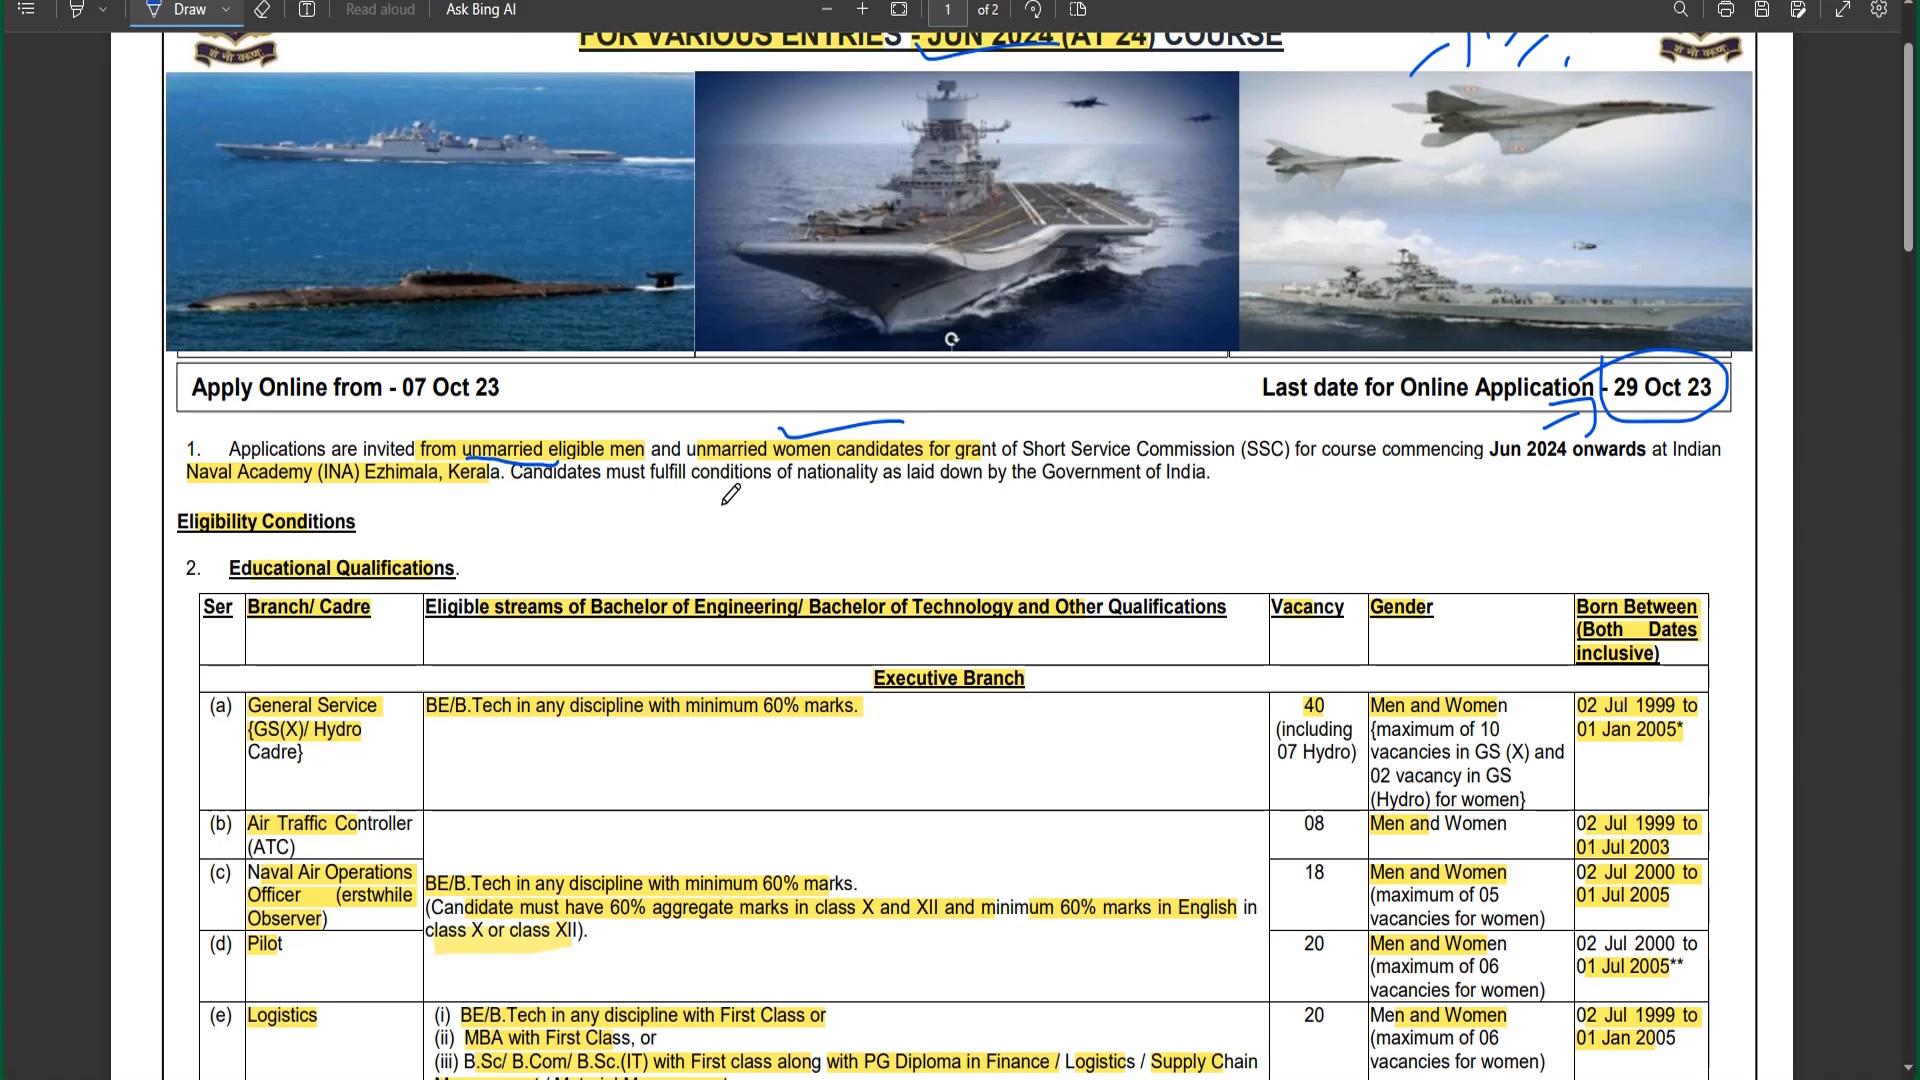 Draw
Read aloud
Ask Bing AI
1
of 2
FOR VARIOUS ENTRIES - JUN 2024 (AT 24) COURSE
शं नो वरुणः
शं नो वरुणः
Apply Online from - 07 Oct 23
Last date for Online Application - 29 Oct 23
1. Applications are invited from unmarried eligible men and unmarried women candidates for grant of Short Service Commission (SSC) for course commencing Jun 2024 onwards at Indian
Naval Academy (INA) Ezhimala, Kerala. Candidates must fulfill conditions of nationality as laid down by the Government of India.
Eligibility Conditions
2. Educational Qualifications.
Ser
Branch/ Cadre
Eligible streams of Bachelor of Engineering/ Bachelor of Technology and Other Qualifications
Vacancy
Gender
Born Between
(Both Dates
inclusive)
Executive Branch
(a)
General Service
{GS(X)/ Hydro
Cadre}
BE/B.Tech in any discipline with minimum 60% marks.
40
(including
07 Hydro)
Men and Women
{maximum of 10
vacancies in GS (X) and
02 vacancy in GS
(Hydro) for women}
02 Jul 1999 to
01 Jan 2005*
(b)
Air Traffic Controller
(ATC)
08
Men and Women
02 Jul 1999 to
01 Jul 2003
(c)
Naval Air Operations
Officer (erstwhile
Observer)
BE/B.Tech in any discipline with minimum 60% marks.
(Candidate must have 60% aggregate marks in class X and XII and minimum 60% marks in English in
class X or class XII).
18
Men and Women
(maximum of 05
vacancies for women)
02 Jul 2000 to
01 Jul 2005
(d)
Pilot
20
Men and Women
(maximum of 06
vacancies for women)
02 Jul 2000 to
01 Jul 2005**
(e)
Logistics
(i) BE/B.Tech in any discipline with First Class or
(ii) MBA with First Class, or
(iii) B.Sc/ B.Com/ B.Sc.(IT) with First class along with PG Diploma in Finance / Logistics / Supply Chain
20
Men and Women
(maximum of 06
vacancies for women)
02 Jul 1999 to
01 Jan 2005